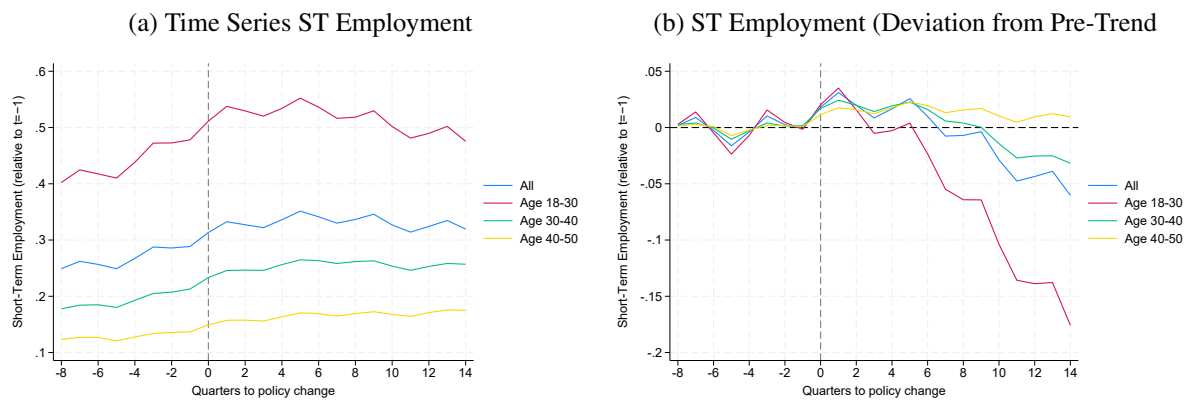 (a) Time Series ST Employment
Short-Term Employment (relative to t=−1)
.6
.5
.4
.3
.2
.1
-8 -6 -4 -2 0 2 4 6 8 10 12 14
Quarters to policy change
All
Age 18-30
Age 30-40
Age 40-50
(b) ST Employment (Deviation from Pre-Trend
Short-Term Employment (relative to t=−1)
.05
0
-.05
-.1
-.15
-.2
-8 -6 -4 -2 0 2 4 6 8 10 12 14
Quarters to policy change
All
Age 18-30
Age 30-40
Age 40-50